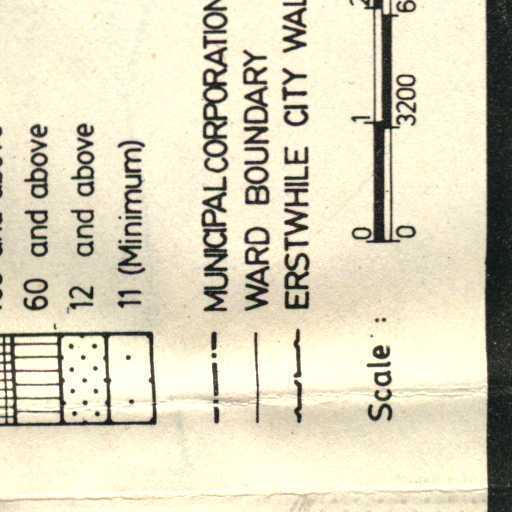 and above
60 and above
12 and above
11 (Minimum)
MUNICIPAL CORPORATION
WARD BOUNDARY
ERSTWHILE CITY WAL
Scale :
0 1 2
0 3200 6